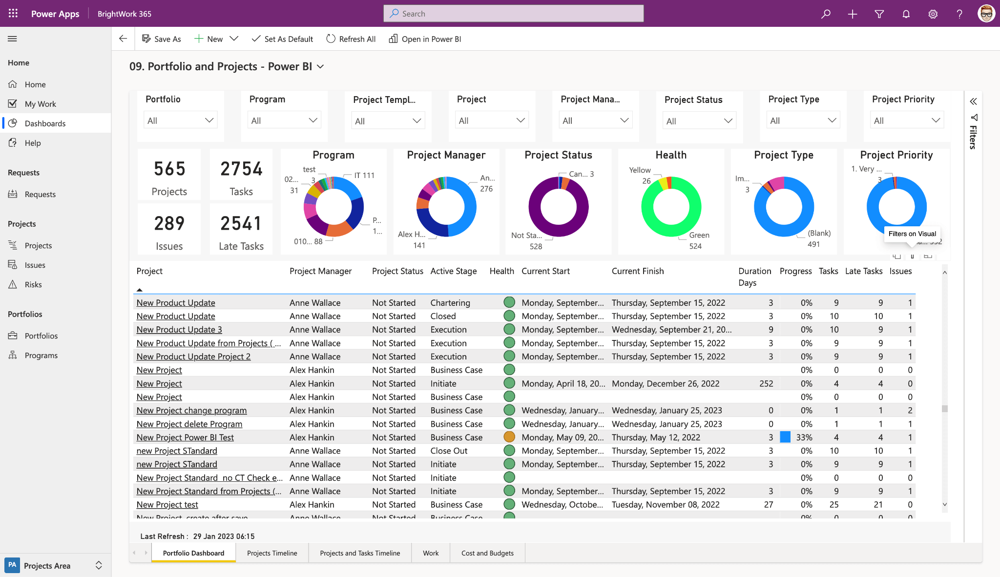 Power Apps
BrightWork 365
Search
Save As
New
Set As Default
Refresh All
Open in Power BI
Home
Home
My Work
Dashboards
Help
Requests
Requests
Projects
Projects
Issues
Risks
Portfolios
Portfolios
Programs
PA
Projects Area
09. Portfolio and Projects - Power BI
Portfolio Program Project Templ... Project Project Mana... Project Status Project Type Project Priority
All All All All All All All All
Filters
565
Projects
2754
Tasks
289
Issues
2541
Late Tasks
Program
test
3
IT 111
02...
31
P...
1...
010... 88
Project Manager
An...
276
Alex H...
141
Project Status
Can... 3
Not Sta...
528
Health
Yellow
26
Green
524
Project Type
Im...
3
(Blank)
491
Project Priority
1. Very ...
3
Filters on Visual
Project Project Manager Project Status Active Stage Health Current Start Current Finish Duration Days Progress Tasks Late Tasks Issues
New Product Update Anne Wallace Not Started Chartering Monday, September... Thursday, September 15, 2022 3 0% 9 9 1
New Product Update Anne Wallace Not Started Closed Monday, September... Thursday, September 15, 2022 3 0% 10 10 1
New Product Update 3 Anne Wallace Not Started Execution Monday, September... Wednesday, September 21, 20... 9 0% 10 9 1
New Product Update from Projects ( ... Anne Wallace Not Started Execution Monday, September... Thursday, September 15, 2022 3 0% 9 9 1
New Product Update Project 2 Anne Wallace Not Started Execution Monday, September... Thursday, September 15, 2022 3 0% 9 9 1
New Project Alex Hankin Not Started Business Case 0% 0 0 0
New Project Alex Hankin Not Started Initiate Monday, April 18, 20... Monday, December 26, 2022 252 0% 4 4 0
New Project Alex Hankin Not Started Business Case 0% 0 0 0
New Project change program Alex Hankin Not Started Business Case Wednesday, January... Wednesday, January 25, 2023 0 0% 1 1 2
New Project delete Program Alex Hankin Not Started Business Case Wednesday, January... Wednesday, January 25, 2023 0 0% 1 1 1
New Project Power BI Test Alex Hankin Not Started Business Case Monday, May 09, 20... Thursday, May 12, 2022 3 33% 4 4 1
new Project STandard Anne Wallace Not Started Close Out Monday, September... Thursday, September 15, 2022 3 0% 10 10 1
new Project STandard Anne Wallace Not Started Initiate Monday, September... Thursday, September 15, 2022 3 0% 9 9 1
New Project Standard no CT Check e... Anne Wallace Not Started Initiate 0% 0 0 0
New Project Standard from Projects (... Anne Wallace Not Started Initiate Monday, September... Thursday, September 15, 2022 3 0% 9 9 1
New Project test Alex Hankin Not Started Business Case Wednesday, Octobe... Tuesday, November 08, 2022 27 0% 25 21 0
New Project create after save Anne Wallace Not Started Business Case 0% 0 0 0
Last Refresh : 29 Jan 2023 06:15
Portfolio Dashboard
Projects Timeline
Projects and Tasks Timeline
Work
Cost and Budgets